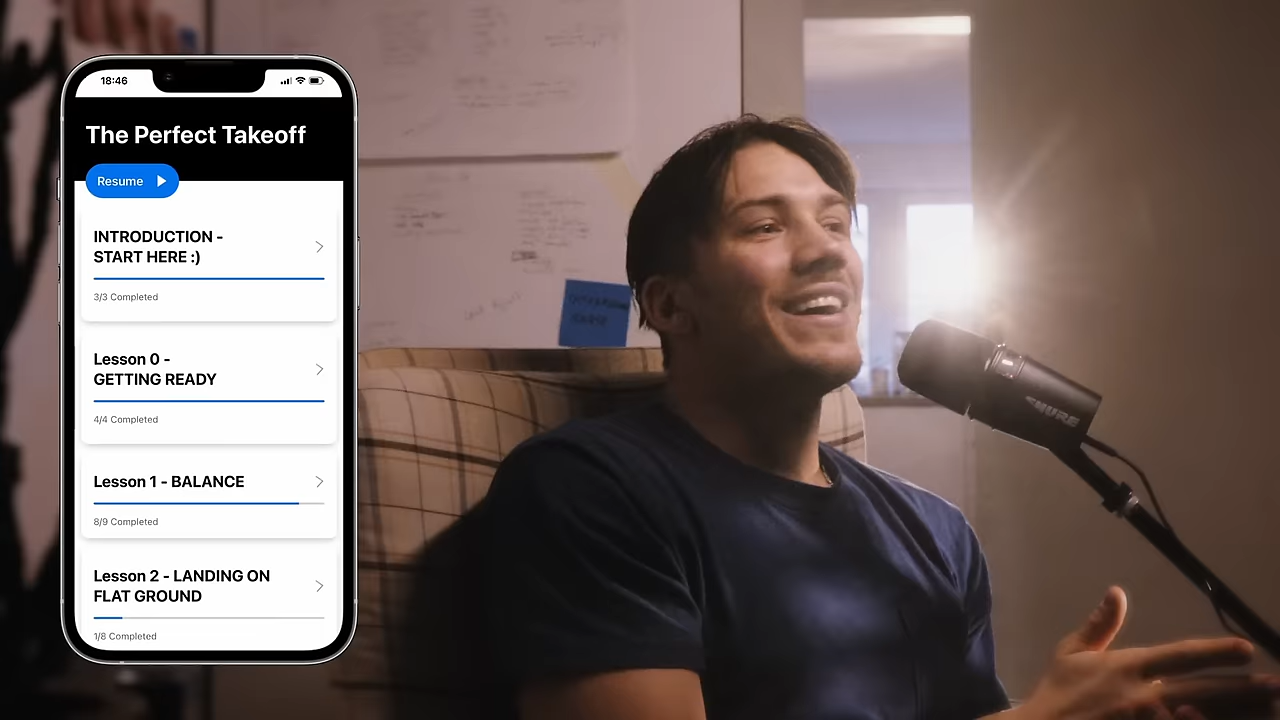 18:46
The Perfect Takeoff
Resume
INTRODUCTION -
START HERE :)
3/3 Completed
Lesson 0 -
GETTING READY
4/4 Completed
Lesson 1 - BALANCE
8/9 Completed
Lesson 2 - LANDING ON
FLAT GROUND
1/8 Completed
SHURE